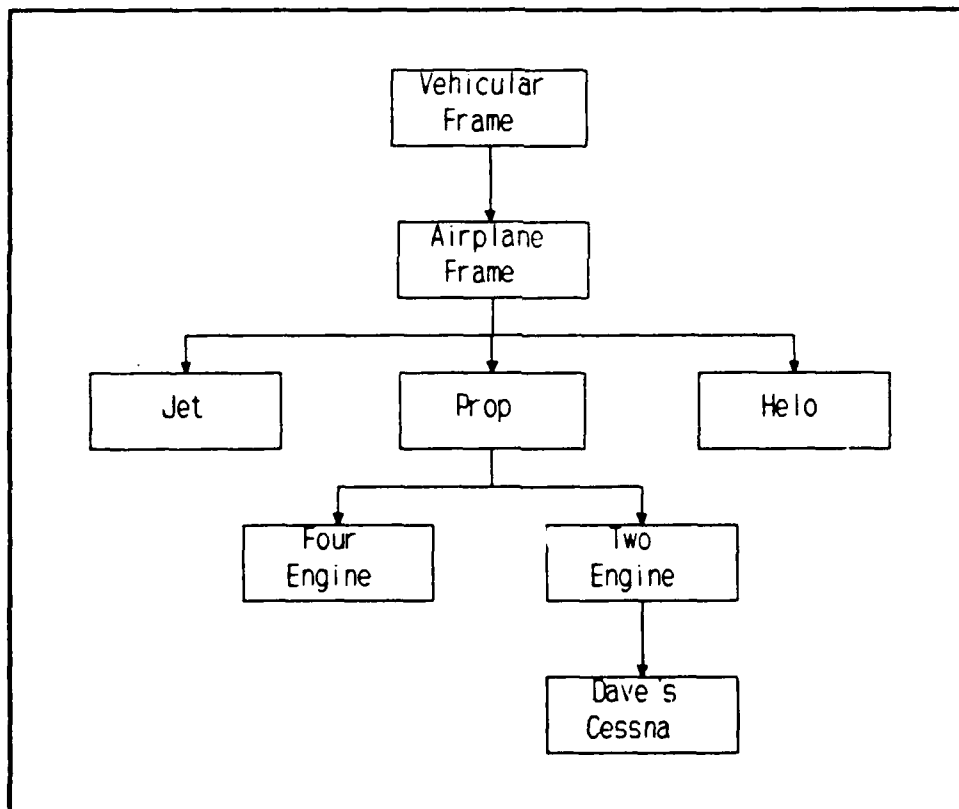 Vehicular
Frame
Airplane
Frame
Jet
Prop
Helo
Four
Engine
Two
Engine
Dave's
Cessna